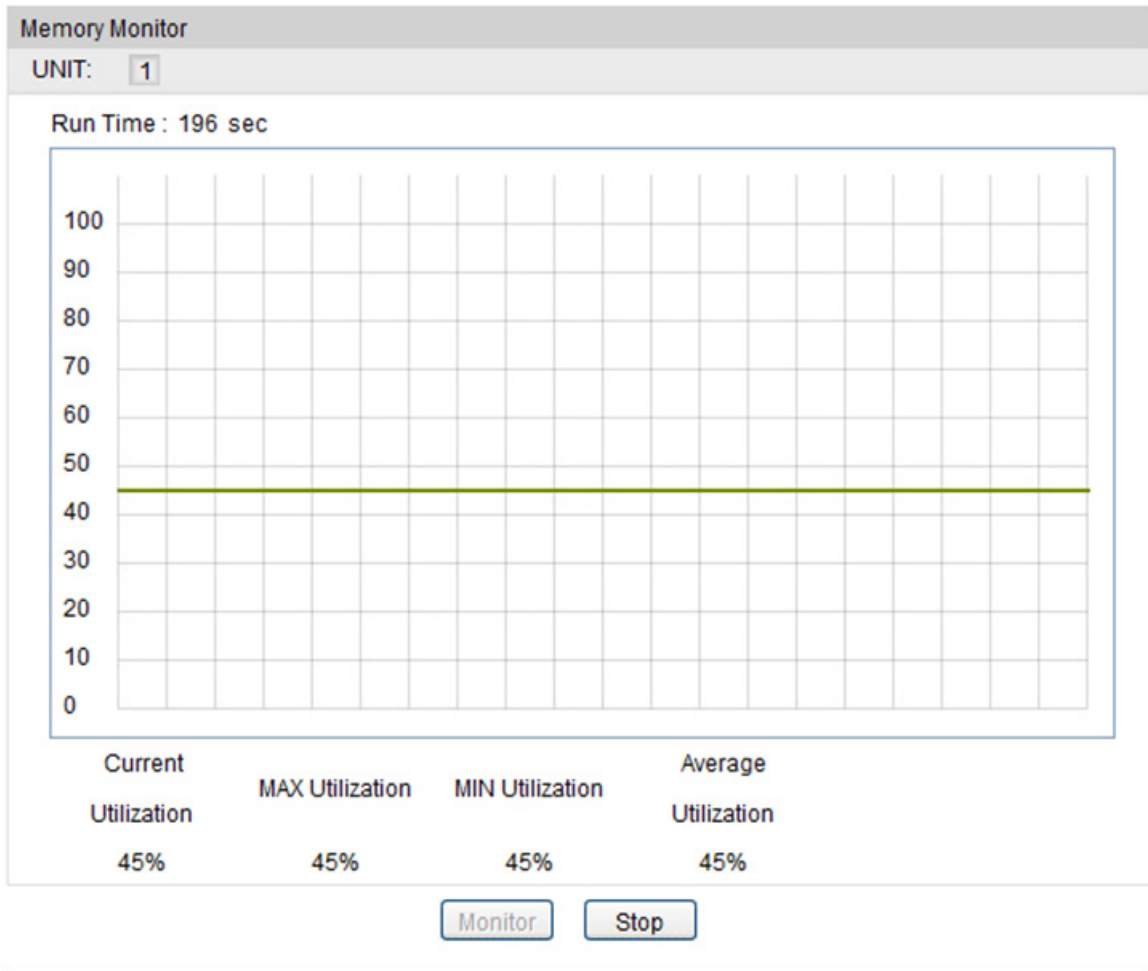 Memory Monitor
UNIT: 1
Run Time : 196 sec
100
90
80
70
60
50
40
30
20
10
0
Current Utilization
MAX Utilization
MIN Utilization
Average Utilization
45% 45% 45% 45%
Monitor Stop